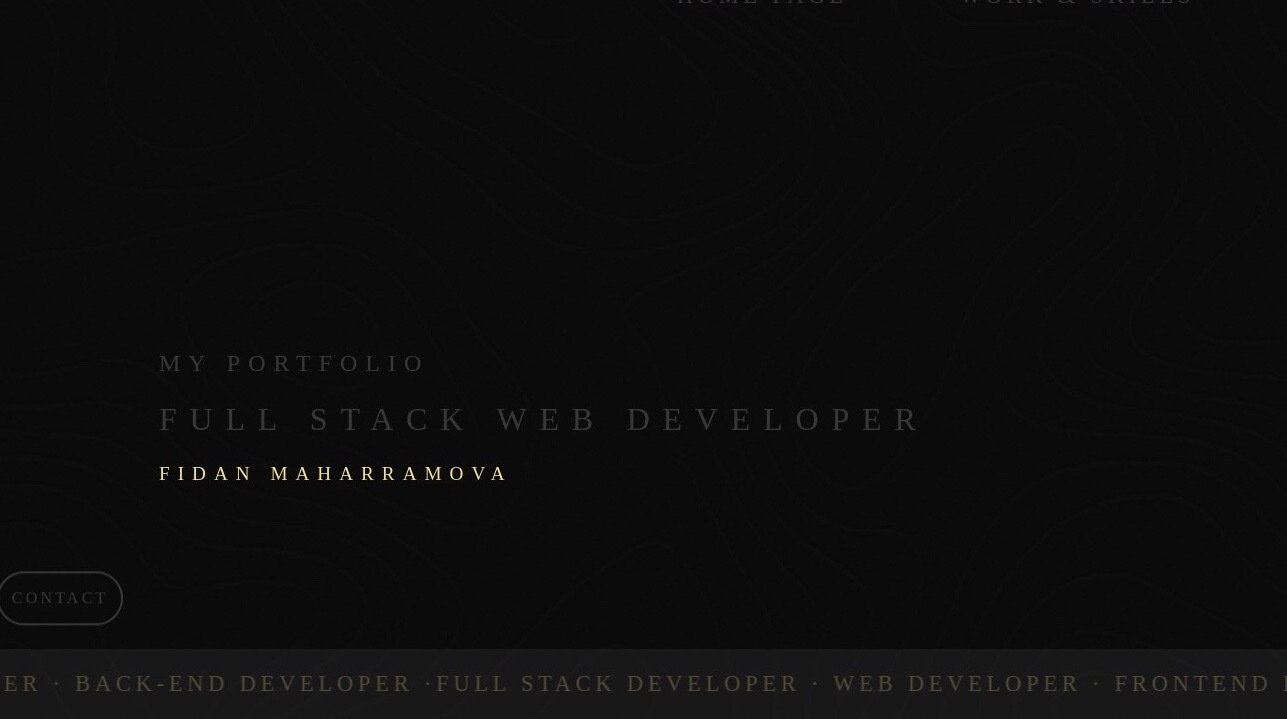 HOME PAGE WORK & SKILLS
MY PORTFOLIO
FULL STACK WEB DEVELOPER
FIDAN MAHARRAMOVA
CONTACT
ER · BACK-END DEVELOPER ·FULL STACK DEVELOPER · WEB DEVELOPER · FRONTEND